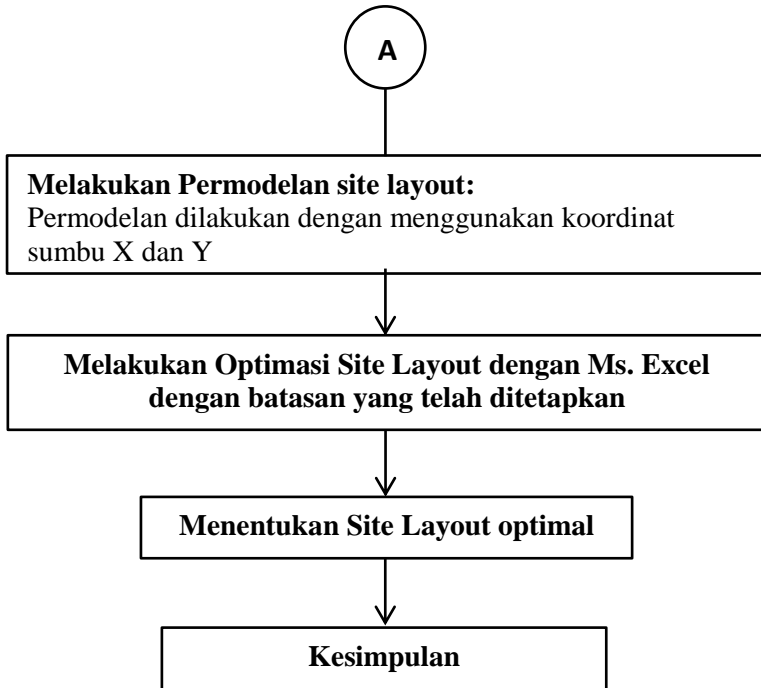 A
Melakukan Permodelan site layout:
Permodelan dilakukan dengan menggunakan koordinat
sumbu X dan Y
Melakukan Optimasi Site Layout dengan Ms. Excel
dengan batasan yang telah ditetapkan
Menentukan Site Layout optimal
Kesimpulan